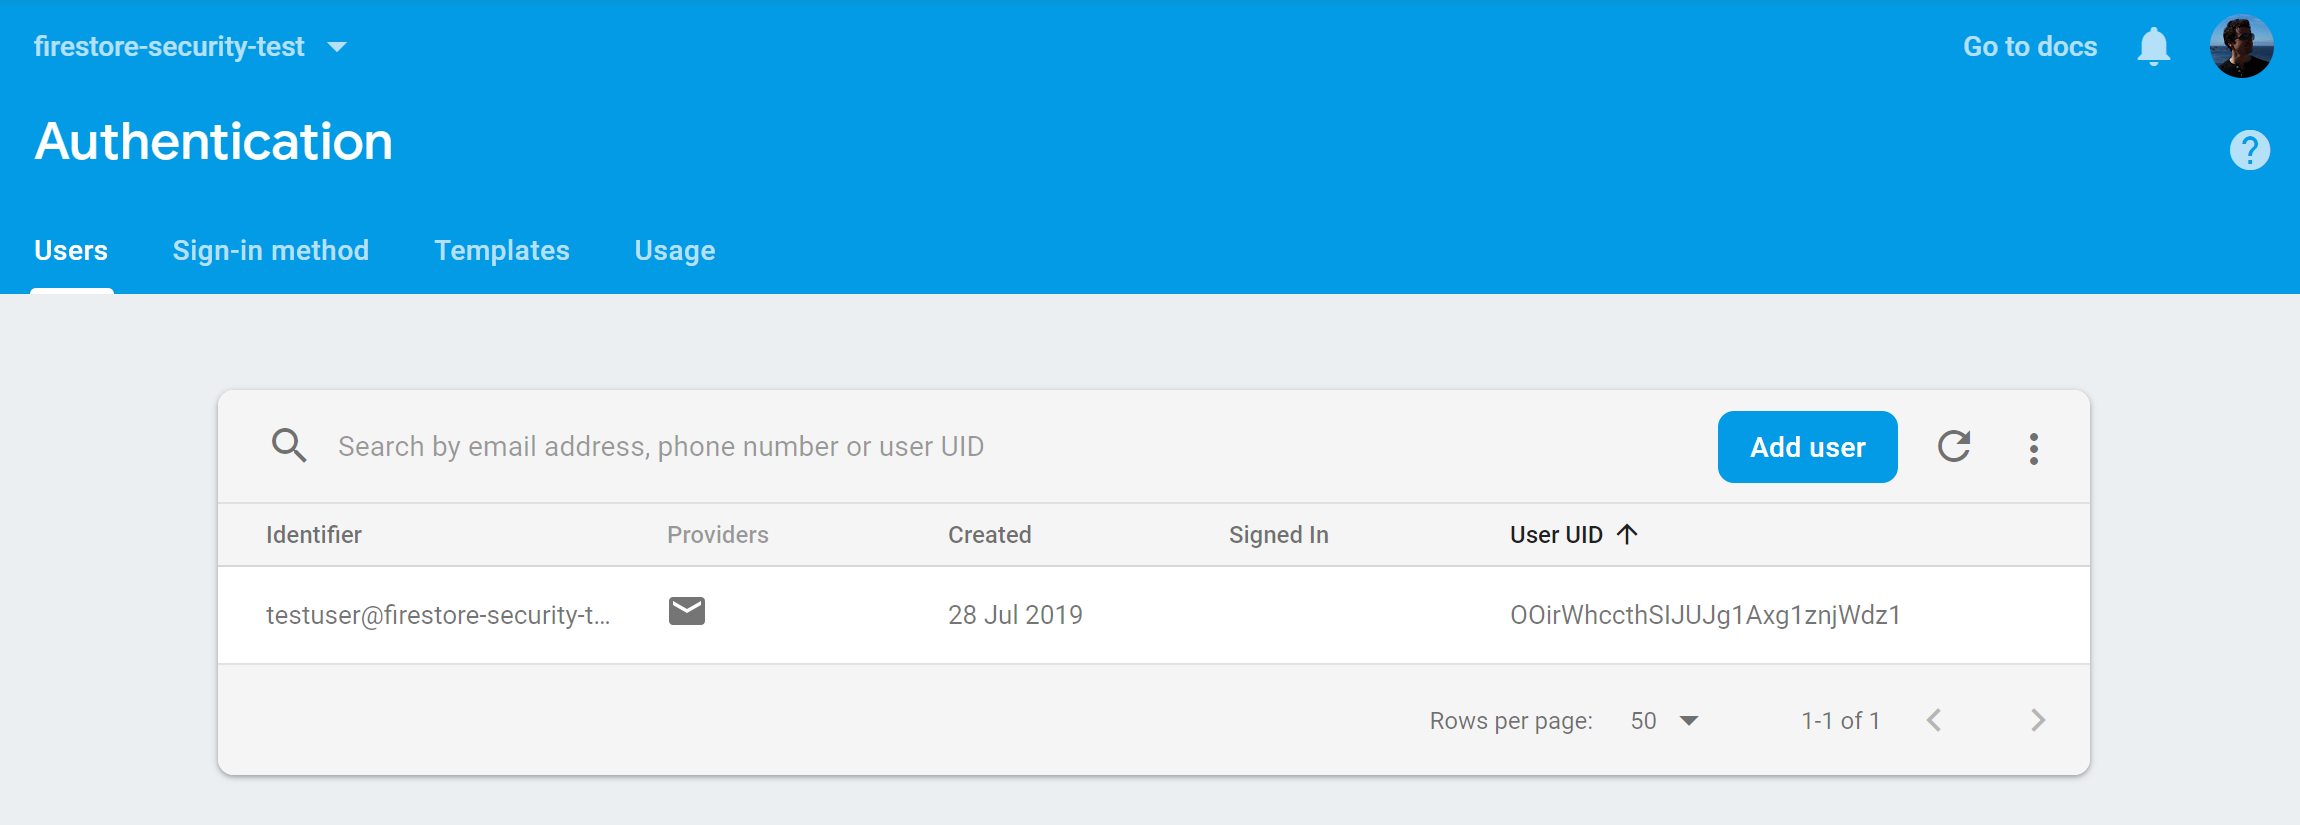 firestore-security-test
Go to docs
Authentication
?
Users Sign-in method Templates Usage
Search by email address, phone number or user UID
Add user
Identifier Providers Created Signed In User UID
testuser@firestore-security-t... 28 Jul 2019 OOirWhccthSIJUJg1Axg1znjWdz1
Rows per page: 50 1-1 of 1